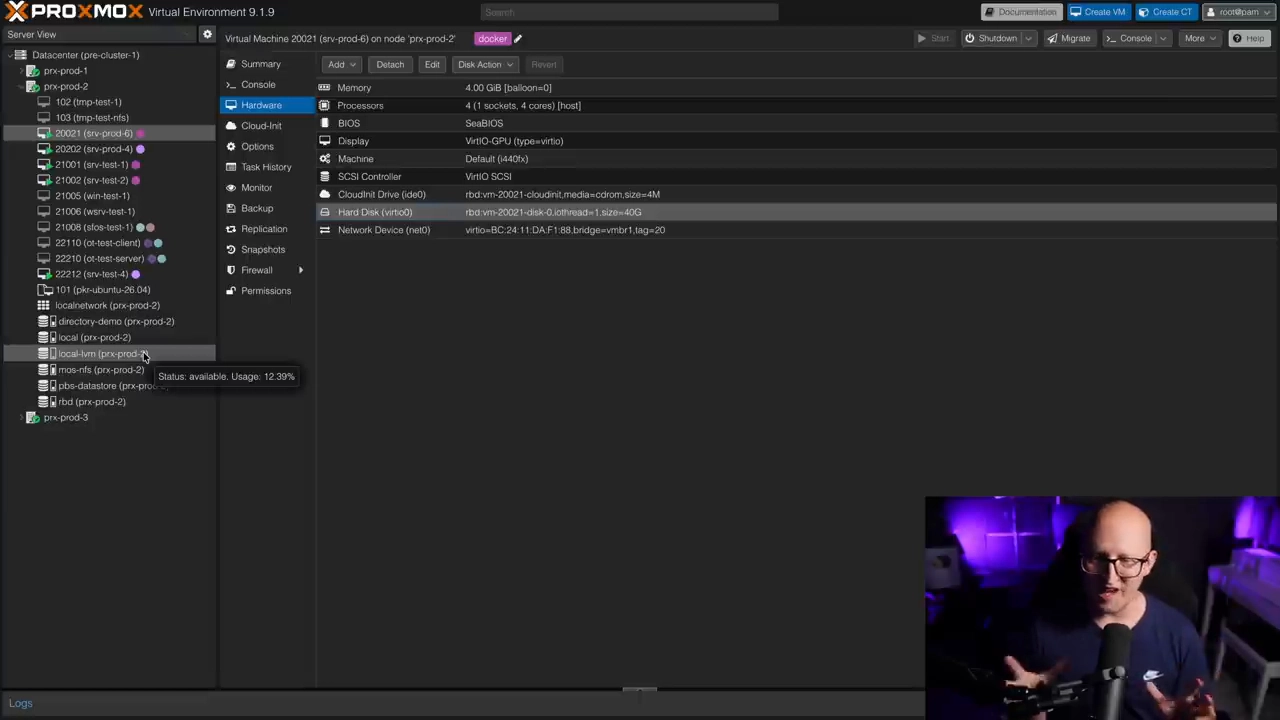 PROXMOX Virtual Environment 9.1.9
Search
Documentation
Create VM
Create CT
root@pam
Server View
Datacenter (pre-cluster-1)
prx-prod-1
prx-prod-2
102 (tmp-test-1)
103 (tmp-test-nfs)
20021 (srv-prod-6)
20202 (srv-prod-4)
21001 (srv-test-1)
21002 (srv-test-2)
21005 (win-test-1)
21006 (wsrv-test-1)
21008 (sfos-test-1)
22110 (ot-test-client)
22210 (ot-test-server)
22212 (srv-test-4)
101 (pkr-ubuntu-26.04)
localnetwork (prx-prod-2)
directory-demo (prx-prod-2)
local (prx-prod-2)
local-lvm (prx-prod-2)
mos-nfs (prx-prod-2)
pbs-datastore
rbd (prx-prod-2)
prx-prod-3
Status: available. Usage: 12.39%
Virtual Machine 20021 (srv-prod-6) on node 'prx-prod-2'
docker
Start
Shutdown
Migrate
Console
More
Help
Summary
Console
Hardware
Cloud-Init
Options
Task History
Monitor
Backup
Replication
Snapshots
Firewall
Permissions
Add
Detach
Edit
Disk Action
Revert
Memory 4.00 GiB [balloon=0]
Processors 4 (1 sockets, 4 cores) [host]
BIOS SeaBIOS
Display VirtIO-GPU (type=virtio)
Machine Default (i440fx)
SCSI Controller VirtIO SCSI
CloudInit Drive (ide0) rbd:vm-20021-cloudinit,media=cdrom,size=4M
Hard Disk (virtio0) rbd:vm-20021-disk-0,iothread=1,size=40G
Network Device (net0) virtio=BC:24:11:DA:F1:88,bridge=vmbr1,tag=20
Logs